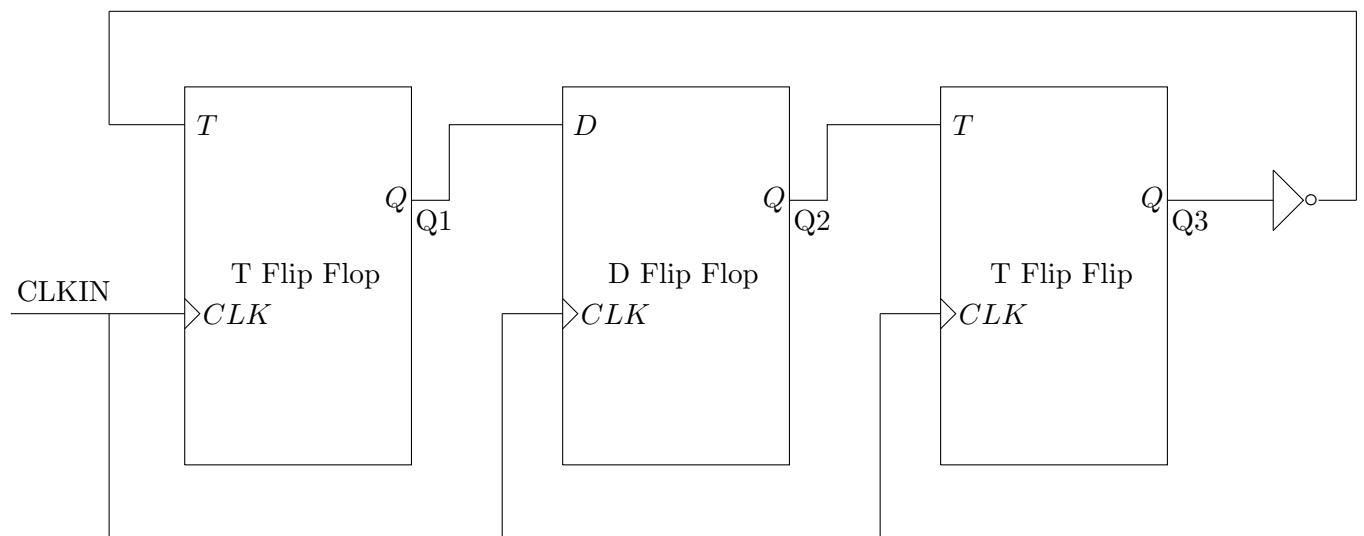 T
Q
Q1
T Flip Flop
CLKIN
CLK
D
Q
Q2
D Flip Flop
CLK
T
Q
Q3
T Flip Flip
CLK